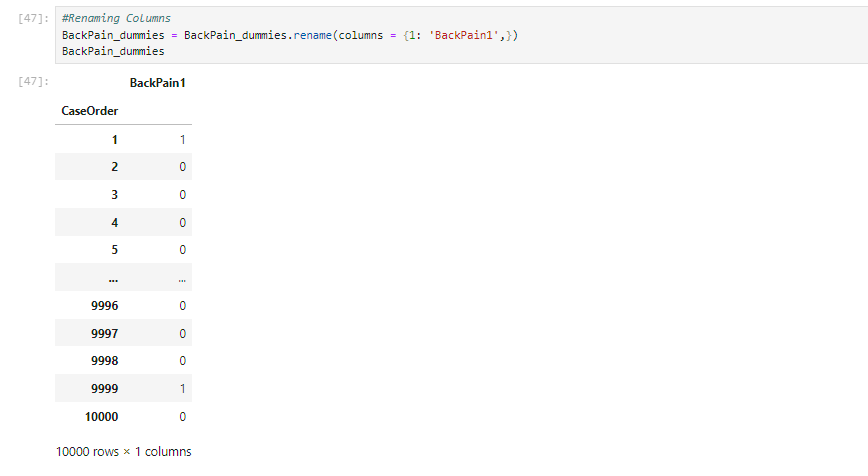 [47]: #Renaming Columns
BackPain_dummies = BackPain_dummies.rename(columns = {1: 'BackPain1',})
BackPain_dummies
[47]: BackPain1
CaseOrder
1 1
2 0
3 0
4 0
5 0
... ...
9996 0
9997 0
9998 0
9999 1
10000 0
10000 rows × 1 columns